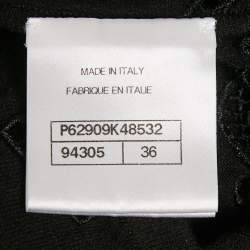 MADE IN ITALY
FABRIQUE EN ITALIE
P62909K48532
94305 36